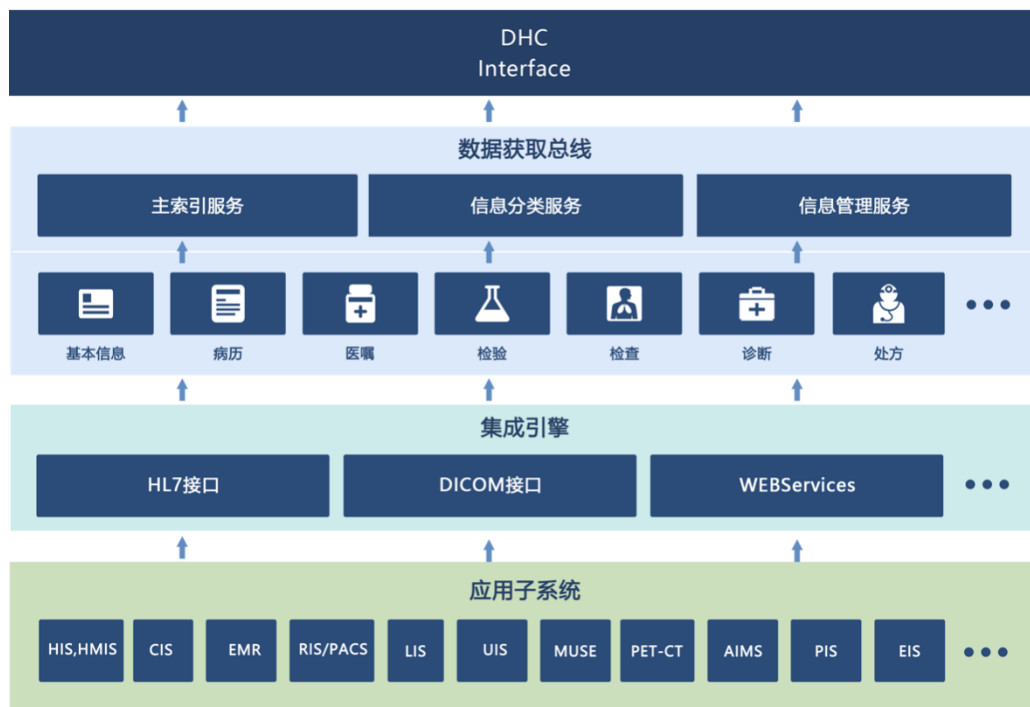 DHC
Interface
数据获取总线
主索引服务
信息分类服务
信息管理服务
基本信息
病历
医嘱
检验
检查
诊断
处方
集成引擎
HL7接口
DICOM接口
WEBServices
应用子系统
HIS,HMIS
CIS
EMR
RIS/PACS
LIS
UIS
MUSE
PET-CT
AIMS
PIS
EIS